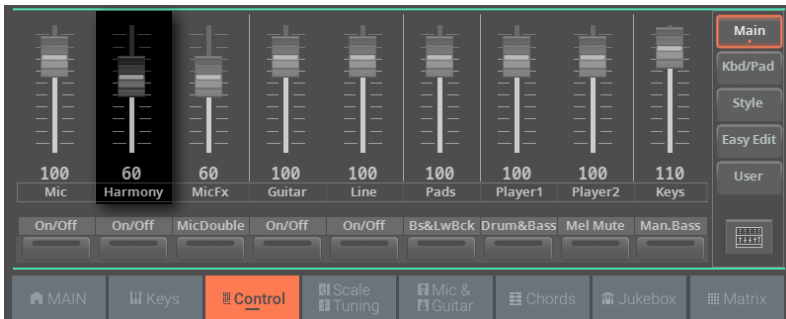 Main
Kbd/Pad
Style
Easy Edit
User
100 60 60 100 100 100 100 100 110
Mic Harmony MicFx Guitar Line Pads Player1 Player2 Keys
On/Off On/Off MicDouble On/Off On/Off Bs&LwBck Drum&Bass Mel Mute Man.Bass
MAIN Keys Control Scale Tuning Mic & Guitar Chords Jukebox Matrix